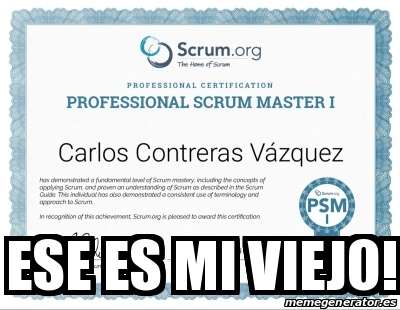 Scrum.org
The Home of Scrum
PROFESSIONAL CERTIFICATION
PROFESSIONAL SCRUM MASTER I
Carlos Contreras Vázquez
has demonstrated a fundamental level of Scrum mastery, including the concepts of
applying Scrum, and proven an understanding of Scrum as described in the Scrum
Guide. This individual has also demonstrated a consistent use of terminology and
approach to Scrum.
In recognition of this achievement, Scrum.org is pleased to award this certification.
Scrum.org
PSM
I
ESE ES MI VIEJO!
memegenerator.es